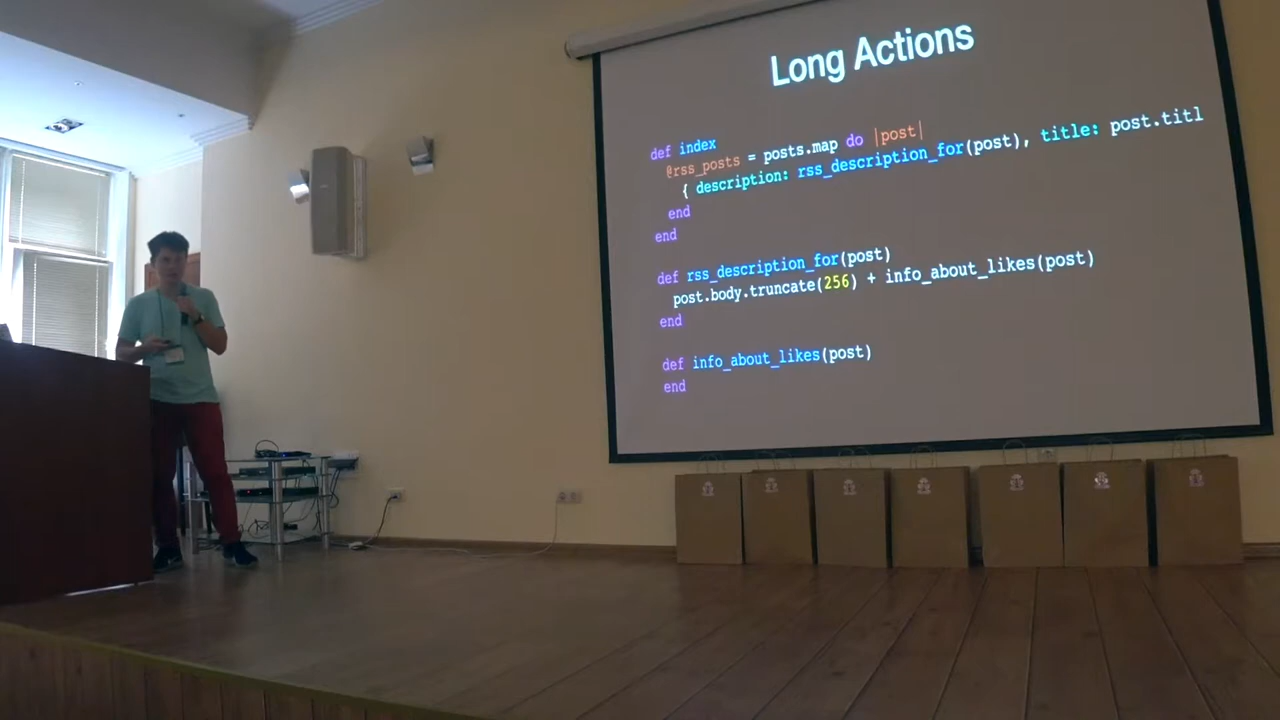 Long Actions
def index
@rss_posts = posts.map do |post|
{ description: rss_description_for(post), title: post.titl
end
end
def rss_description_for(post)
post.body.truncate(256) + info_about_likes(post)
end
def info_about_likes(post)
end